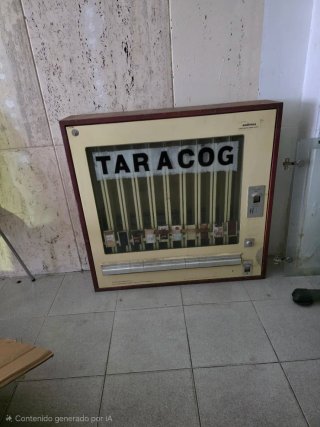 TARACOG
Contenido generado por iA